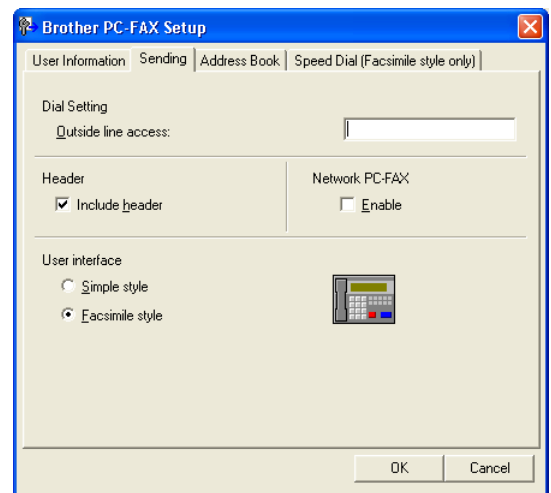 Brother PC-FAX Setup
User Information Sending Address Book Speed Dial (Facsimile style only)
Dial Setting
Outside line access:
Header Network PC-FAX
Include header Enable
User interface
Simple style
Facsimile style
OK Cancel